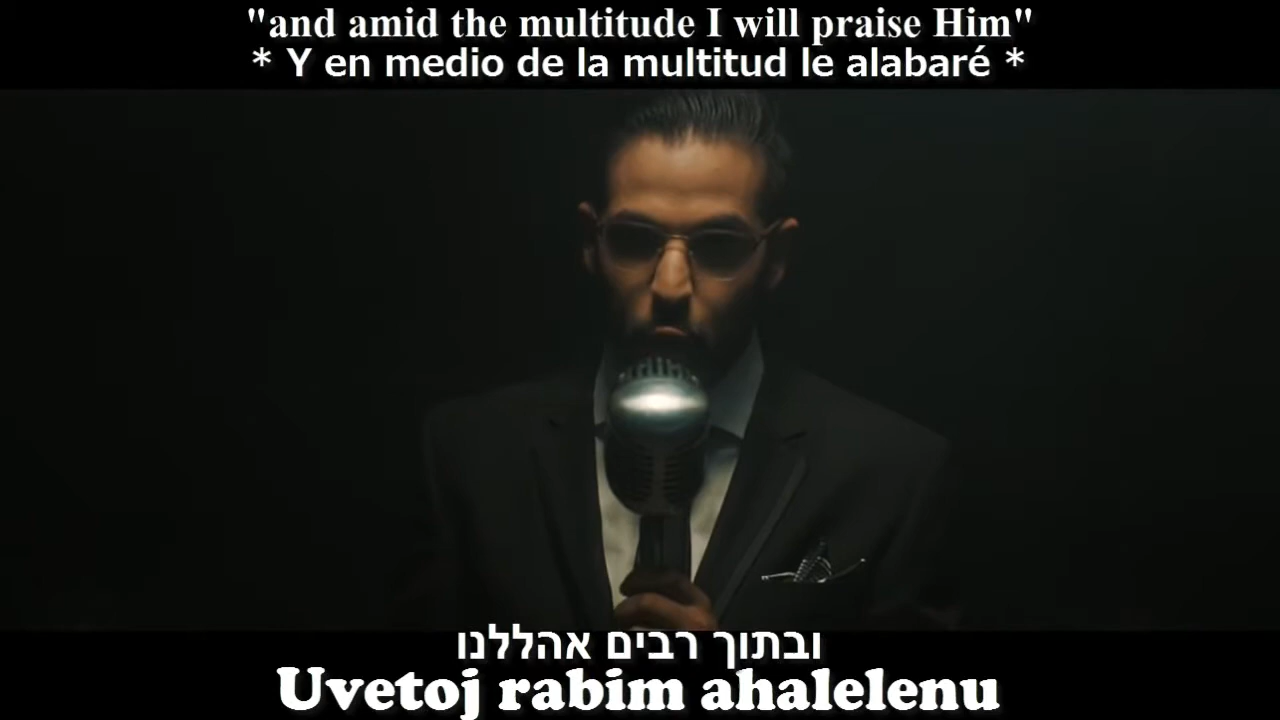 "and amid the multitude I will praise Him"
* Y en medio de la multitud le alabaré *
ובתוך רבים אהללנו
Uvetoj rabim ahalelenu